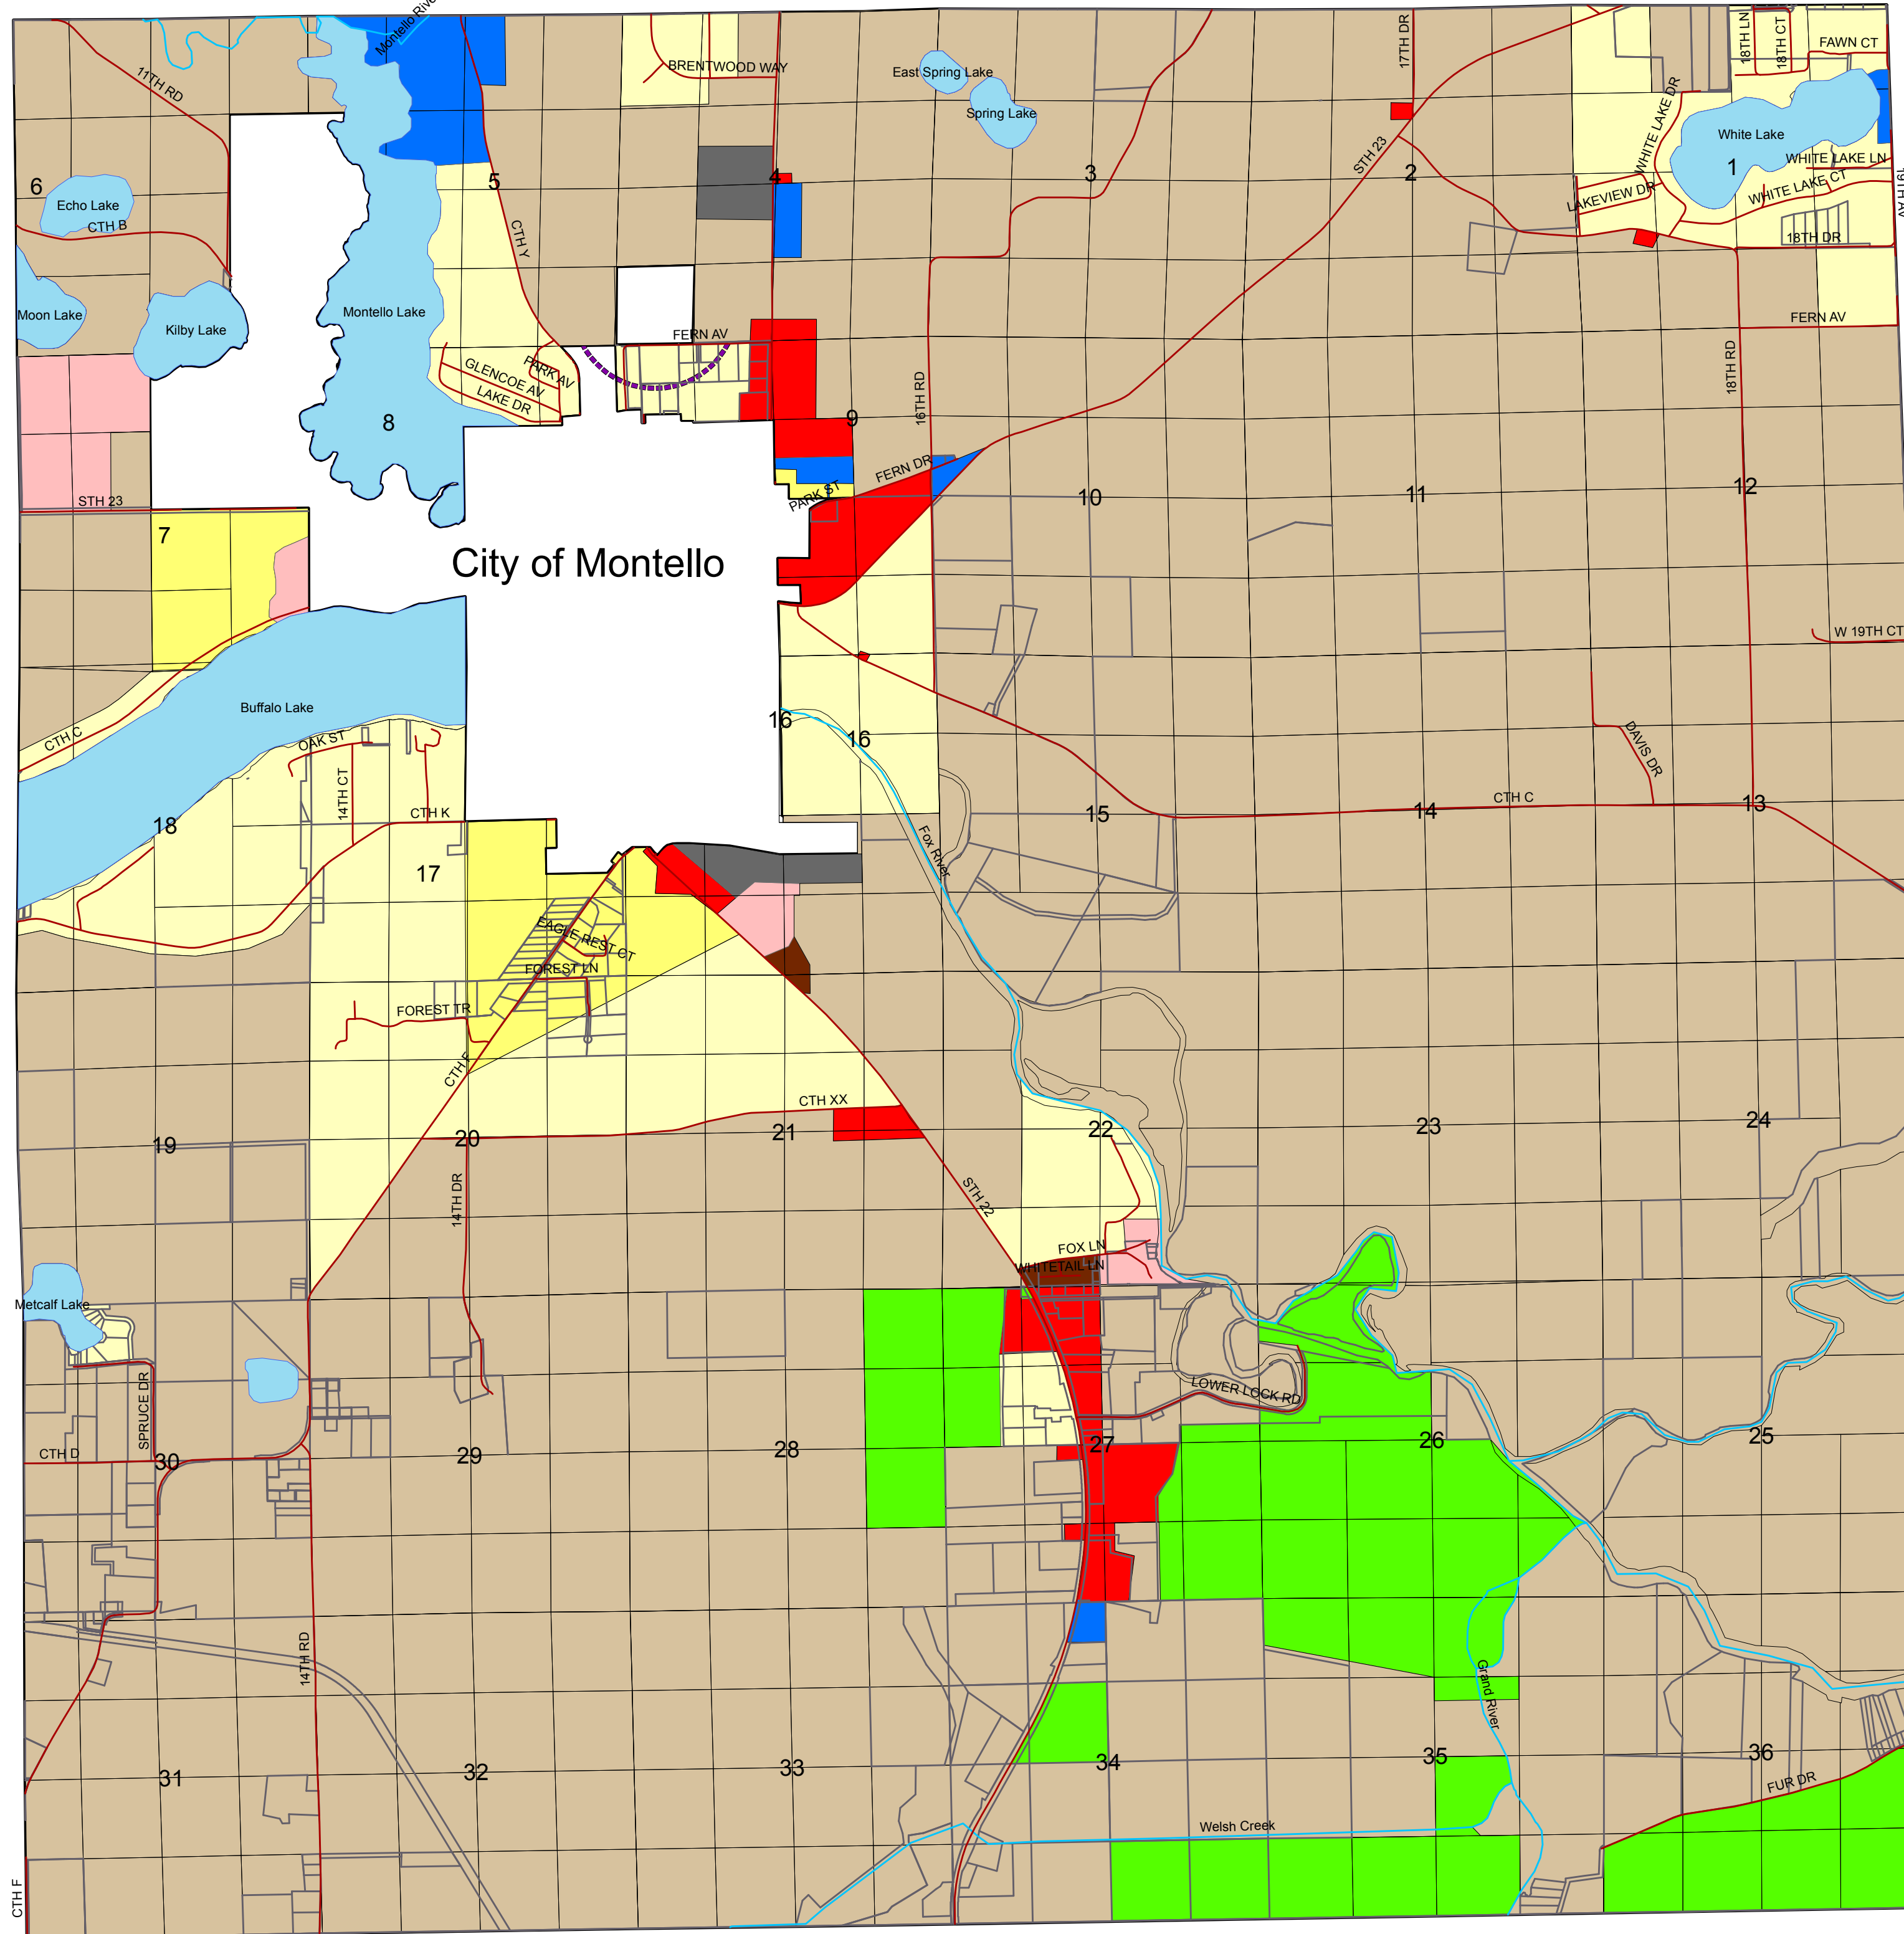 Montello Rive
11TH RD
BRENTWOOD WAY
East Spring Lake
Spring Lake
17TH DR
STH 23
18TH LN
18TH CT
FAWN CT
WHITE LAKE DR
White Lake
WHITE LAKE LN
WHITE LAKE CT
19TH AV
LAKEVIEW DR
18TH DR
6
5
4
3
2
1
Echo Lake
CTH B
CTH Y
Moon Lake
Kilby Lake
Montello Lake
FERN AV
FERN AV
PARK AV
GLENCOE AV
LAKE DR
16TH RD
18TH RD
8
9
FERN DR
PARK ST
STH 23
7
10
11
12
City of Montello
W 19TH CT
Buffalo Lake
CTH C
OAK ST
14TH CT
CTH K
16
16
DAVIS DR
18
17
Fox River
15
14
CTH C
13
EAGLE REST CT
FOREST LN
FOREST TR
CTH F
CTH XX
19
20
21
22
23
24
14TH DR
STH 22
FOX LN
WHITETAIL LN
Metcalf Lake
SPRUCE DR
LOWER LOCK RD
CTH D
30
29
28
27
26
25
14TH RD
Grand River
31
32
33
34
35
36
FUR DR
Welsh Creek
CTH F